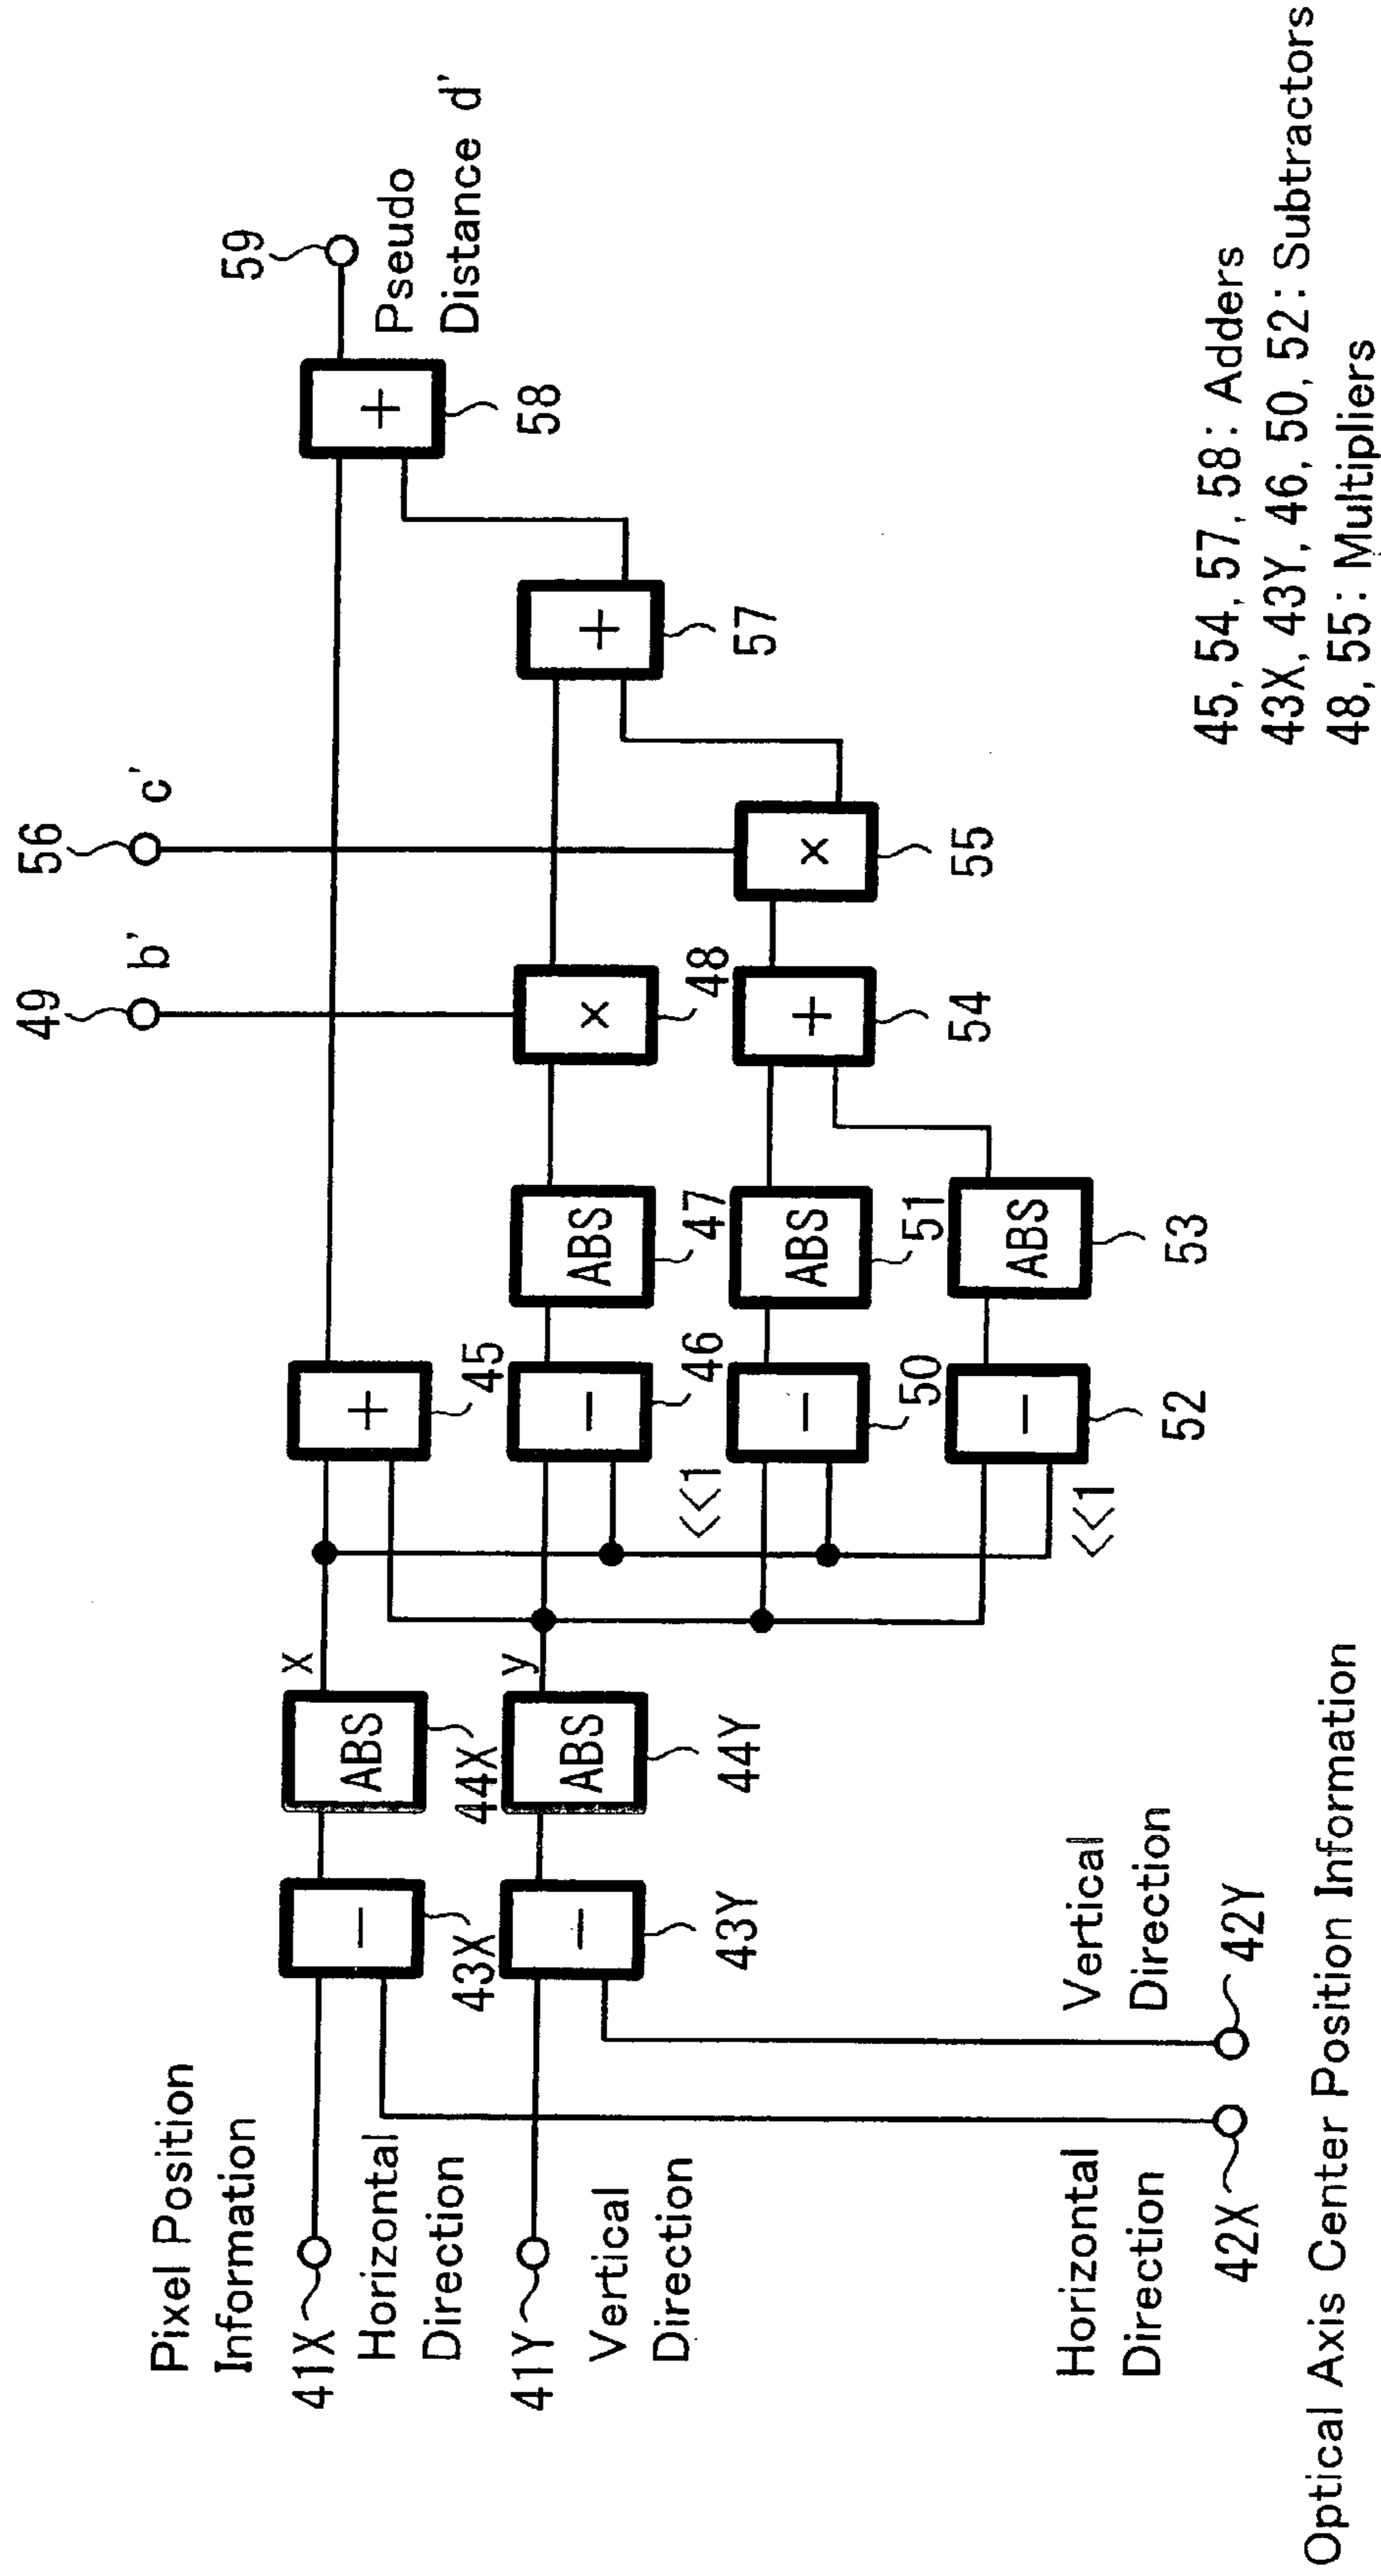 Pixel Position
Information
41X
Horizontal
Direction
41Y
Vertical
Direction
Horizontal
Direction
42X
Vertical
Direction
42Y
Optical Axis Center Position Information
−
43X
−
43Y
ABS
44X
ABS
44Y
x
y
+
45
−
46
<<1
−
50
−
52
<<1
ABS
47
ABS
51
ABS
53
49
b'
×
48
+
54
56
c'
×
55
+
57
+
58
59
Pseudo
Distance d'
45, 54, 57, 58: Adders
43X, 43Y, 46, 50, 52: Subtractors
48, 55: Multipliers